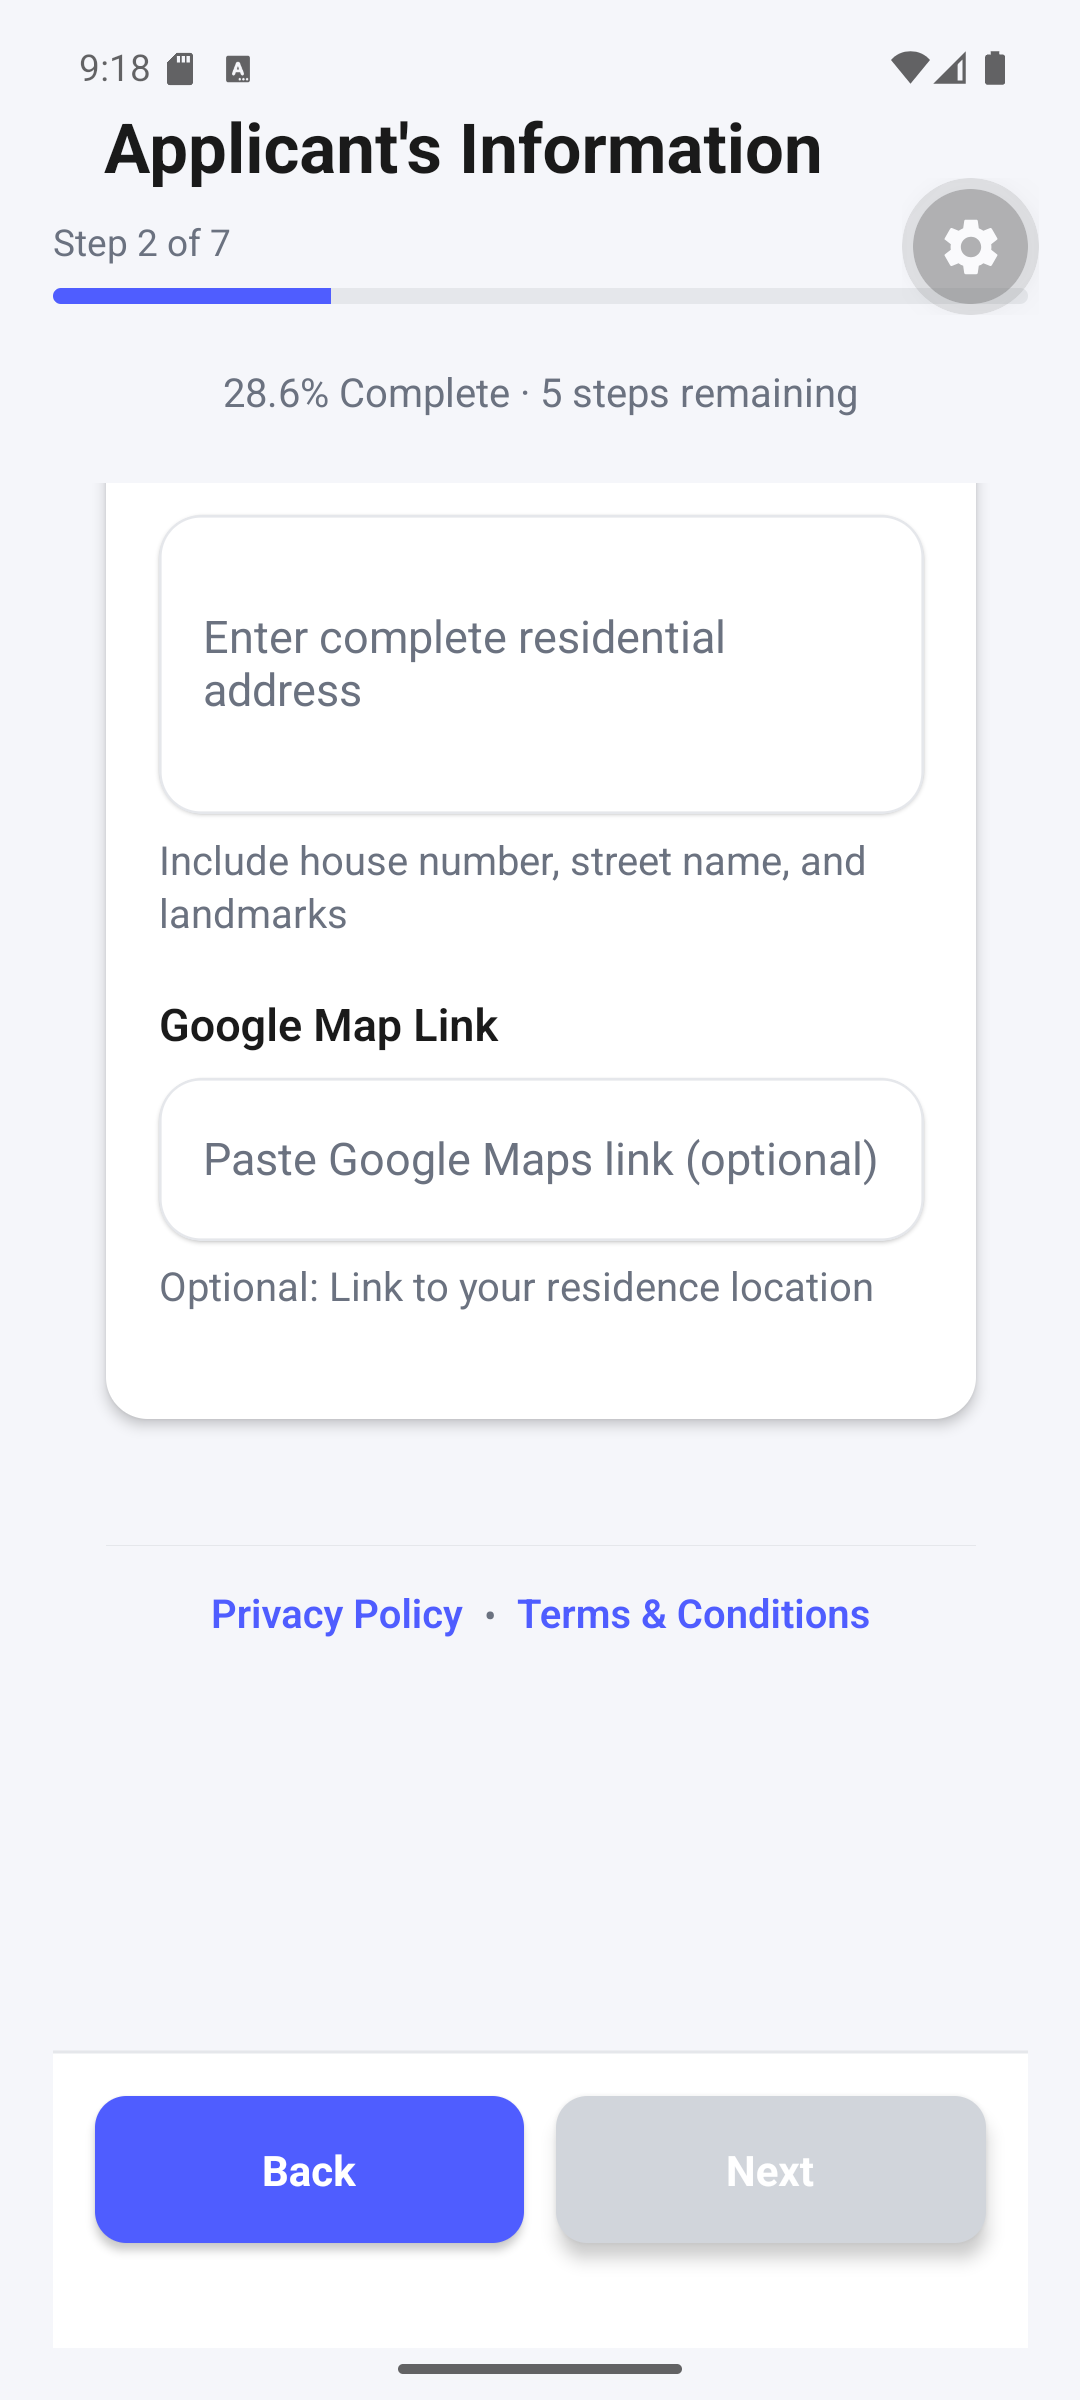 9:18
Applicant's Information
Step 2 of 7
28.6% Complete · 5 steps remaining
Enter complete residential
address
Include house number, street name, and
landmarks
Google Map Link
Paste Google Maps link (optional)
Optional: Link to your residence location
Privacy Policy • Terms & Conditions
Back
Next